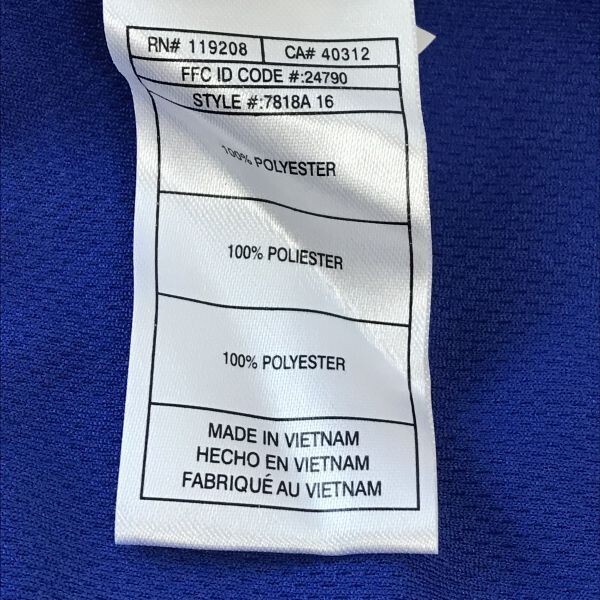 RN# 119208 CA# 40312
FFC ID CODE #:24790
STYLE #:7818A 16
100% POLYESTER
100% POLIESTER
100% POLYESTER
MADE IN VIETNAM
HECHO EN VIETNAM
FABRIQUÉ AU VIETNAM